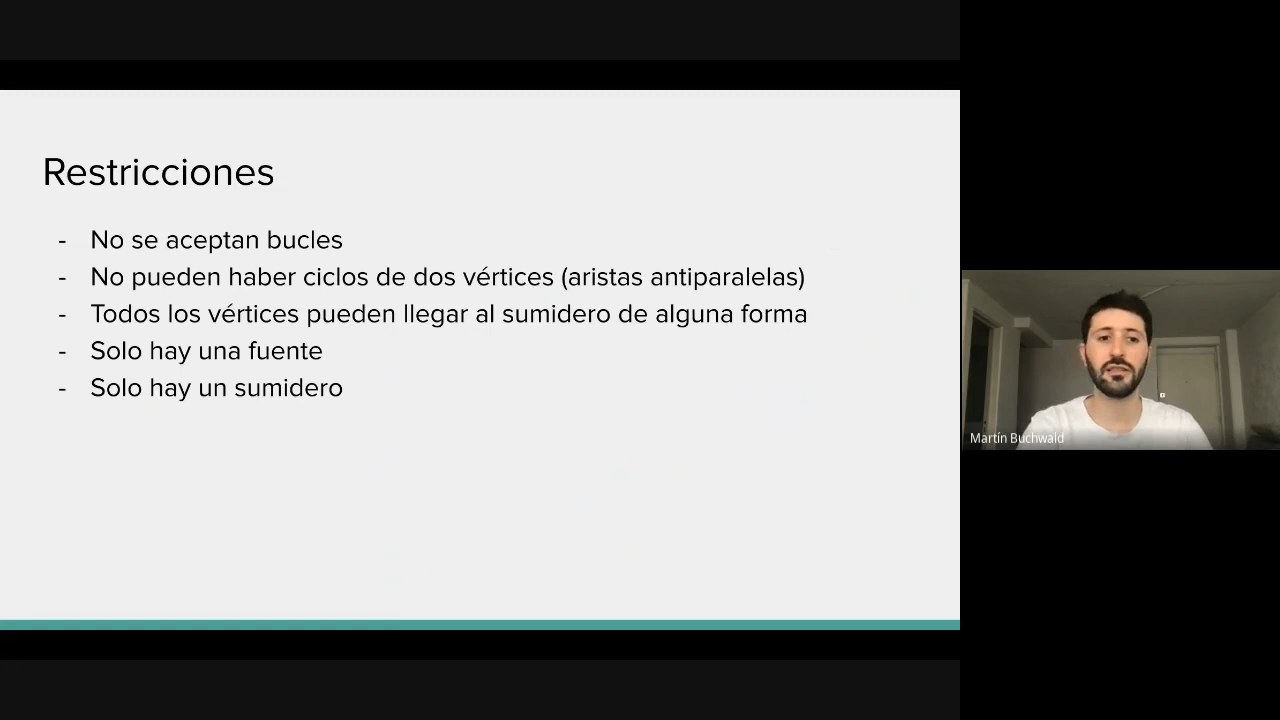 Restricciones
- No se aceptan bucles
- No pueden haber ciclos de dos vértices (aristas antiparalelas)
- Todos los vértices pueden llegar al sumidero de alguna forma
- Solo hay una fuente
- Solo hay un sumidero
Martín Buchwald